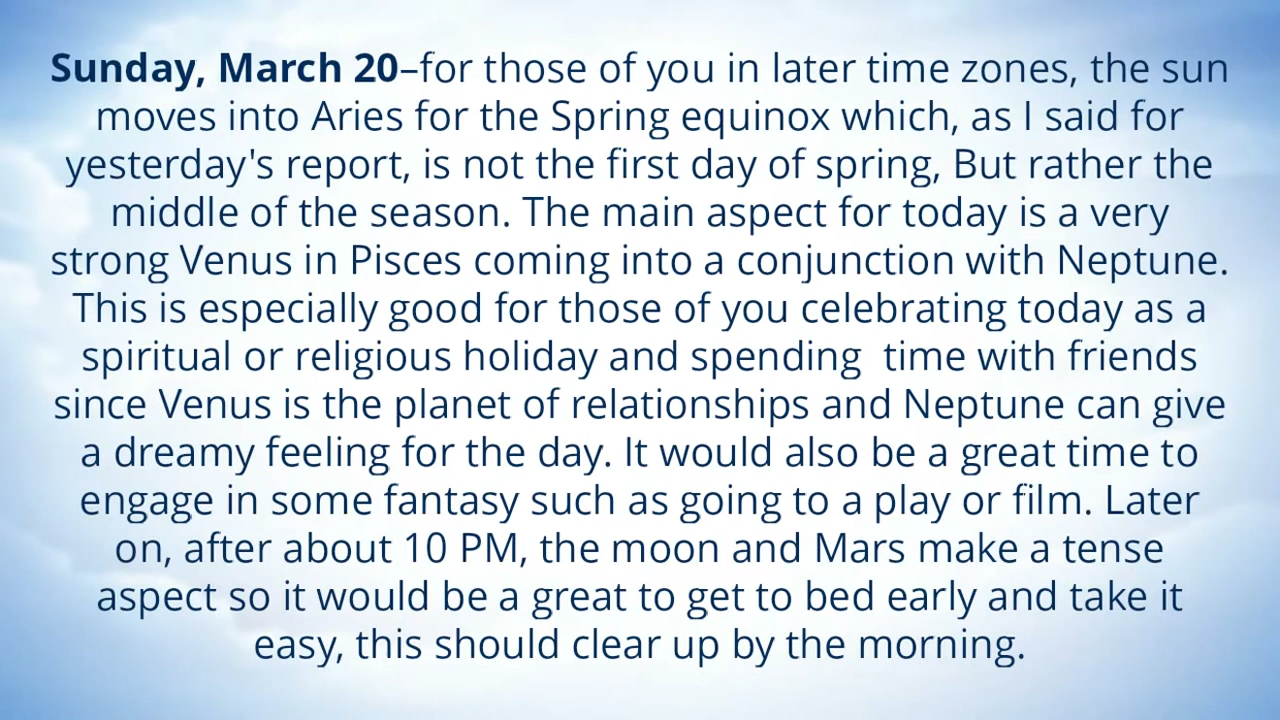 Sunday, March 20–for those of you in later time zones, the sun
moves into Aries for the Spring equinox which, as I said for
yesterday's report, is not the first day of spring, But rather the
middle of the season. The main aspect for today is a very
strong Venus in Pisces coming into a conjunction with Neptune.
This is especially good for those of you celebrating today as a
spiritual or religious holiday and spending  time with friends
since Venus is the planet of relationships and Neptune can give
a dreamy feeling for the day. It would also be a great time to
engage in some fantasy such as going to a play or film. Later
on, after about 10 PM, the moon and Mars make a tense
aspect so it would be a great to get to bed early and take it
easy, this should clear up by the morning.